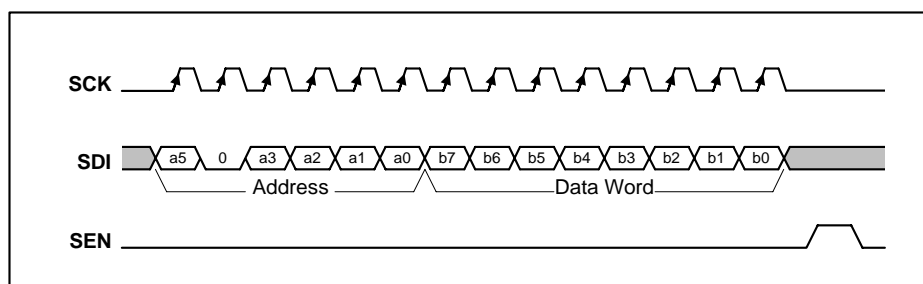 SCK
SDI a5 0 a3 a2 a1 a0 b7 b6 b5 b4 b3 b2 b1 b0
Address Data Word
SEN